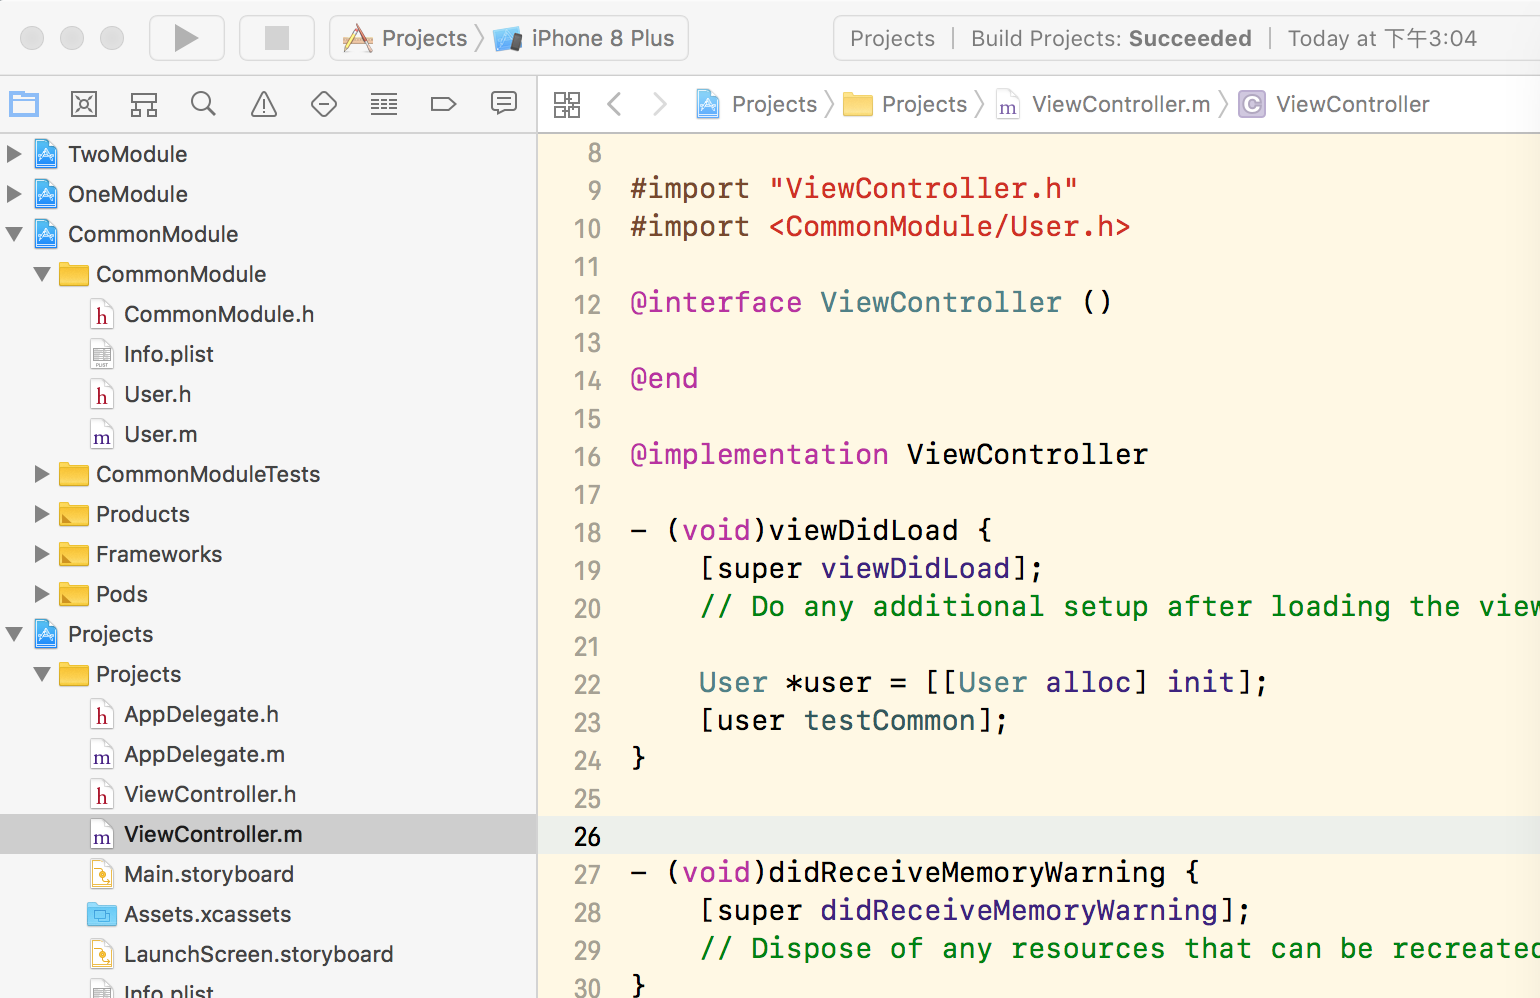 Projects
iPhone 8 Plus
Projects | Build Projects: Succeeded | Today at 下午3:04
Projects
Projects
ViewController.m
ViewController
TwoModule
OneModule
CommonModule
CommonModule
CommonModule.h
Info.plist
User.h
User.m
CommonModuleTests
Products
Frameworks
Pods
Projects
Projects
AppDelegate.h
AppDelegate.m
ViewController.h
ViewController.m
Main.storyboard
Assets.xcassets
LaunchScreen.storyboard
Info.plist
8
9 #import "ViewController.h"
10 #import <CommonModule/User.h>
11
12 @interface ViewController ()
13
14 @end
15
16 @implementation ViewController
17
18 - (void)viewDidLoad {
19 [super viewDidLoad];
20 // Do any additional setup after loading the view
21
22 User *user = [[User alloc] init];
23 [user testCommon];
24 }
25
26
27 - (void)didReceiveMemoryWarning {
28 [super didReceiveMemoryWarning];
29 // Dispose of any resources that can be recreated
30 }